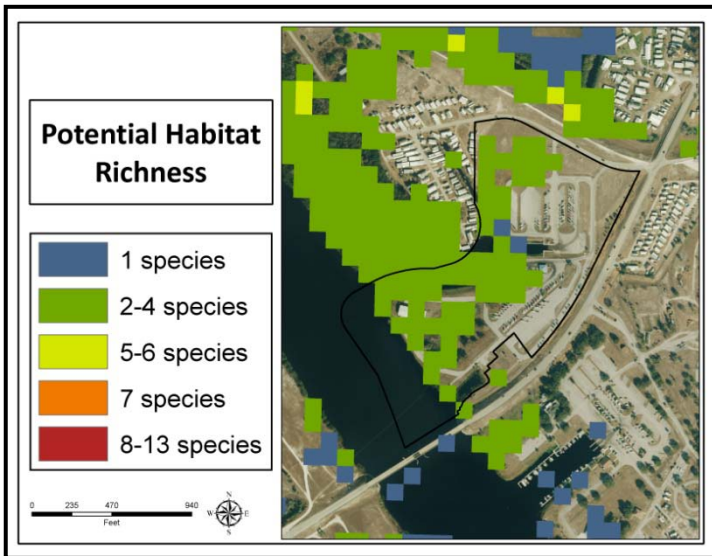 Potential Habitat
Richness
1 species
2-4 species
5-6 species
7 species
8-13 species
0 235 470 940
Feet
N
W E
S